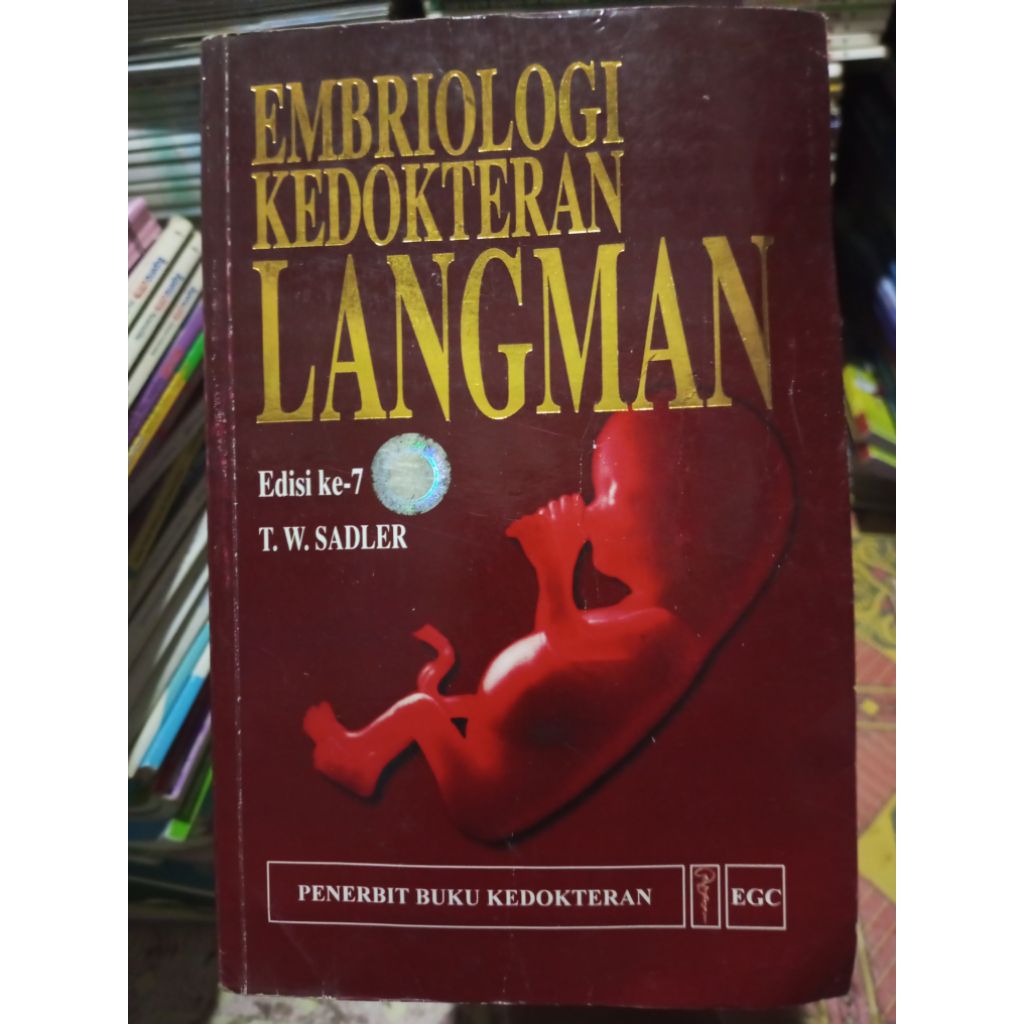 EMBRIOLOGI
KEDOKTERAN
LANGMAN
Edisi ke-7
T. W. SADLER
PENERBIT BUKU KEDOKTERAN
EGC